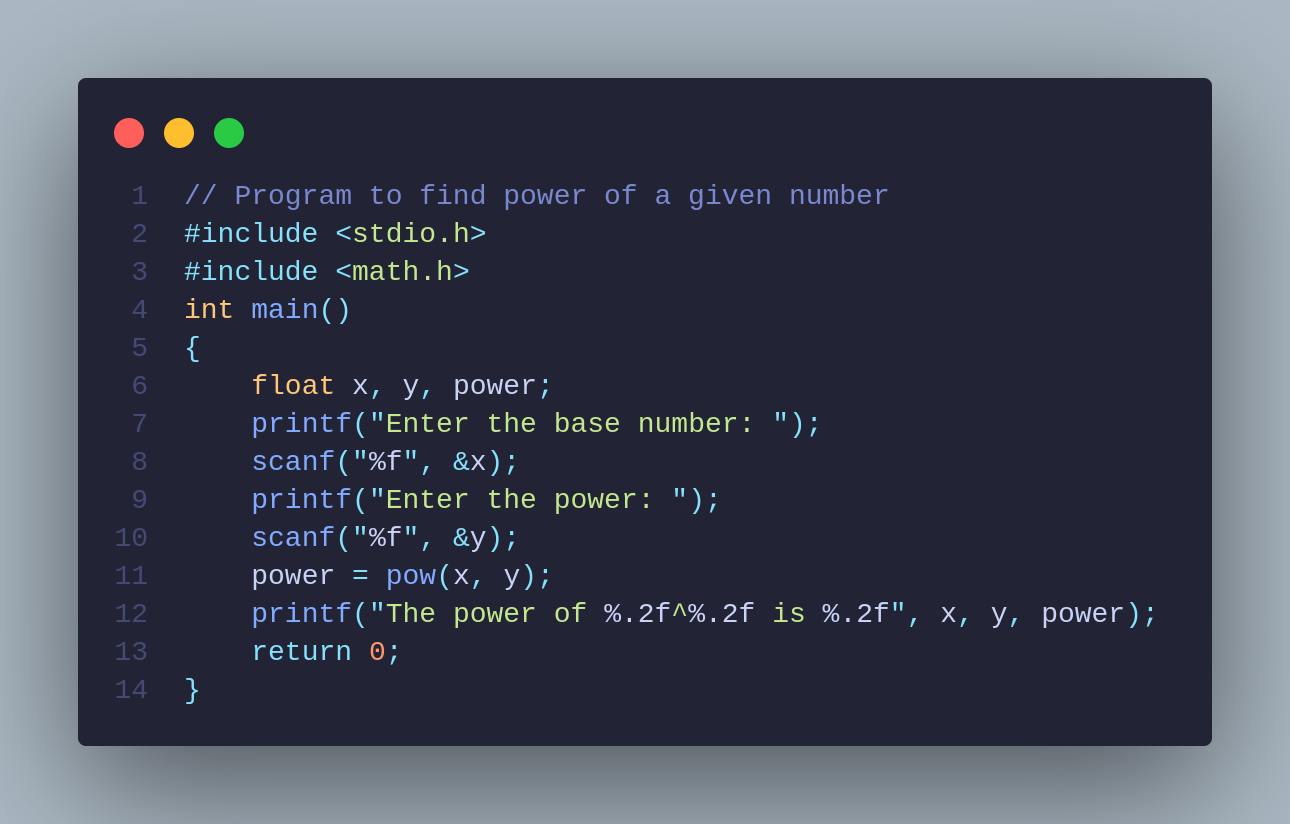 1 // Program to find power of a given number
2 #include <stdio.h>
3 #include <math.h>
4 int main()
5 {
6     float x, y, power;
7     printf("Enter the base number: ");
8     scanf("%f", &x);
9     printf("Enter the power: ");
10     scanf("%f", &y);
11     power = pow(x, y);
12     printf("The power of %.2f^%.2f is %.2f", x, y, power);
13     return 0;
14 }